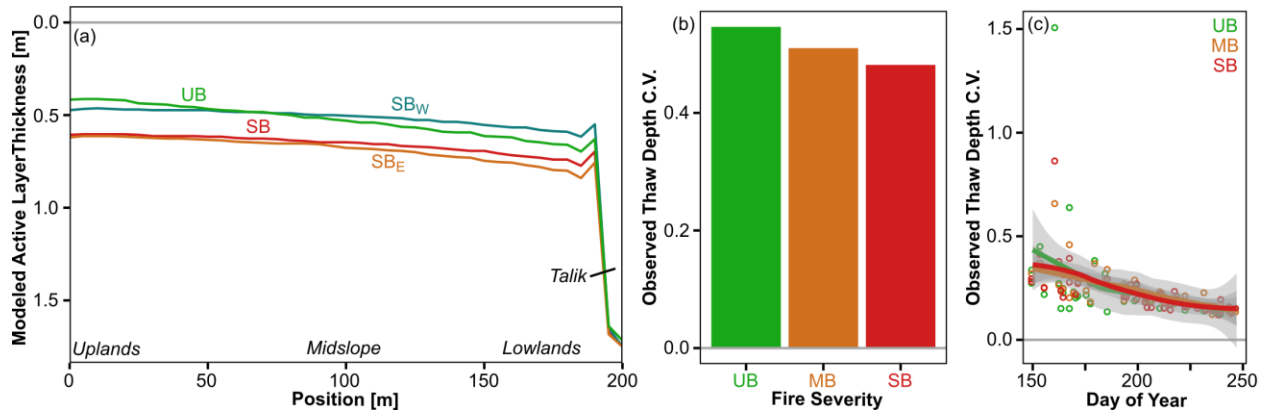 (a)
Modeled Active LayerThickness [m]
0.0
0.5
1.0
1.5
UB
SB_W
SB
SB_E
Talik
Uplands Midslope Lowlands
0 50 100 150 200
Position [m]
(b)
Observed Thaw Depth C.V.
0.4
0.2
0.0
UB MB SB
Fire Severity
(c)
Observed Thaw Depth C.V.
1.5
1.0
0.5
0.0
UB
MB
SB
150 200 250
Day of Year